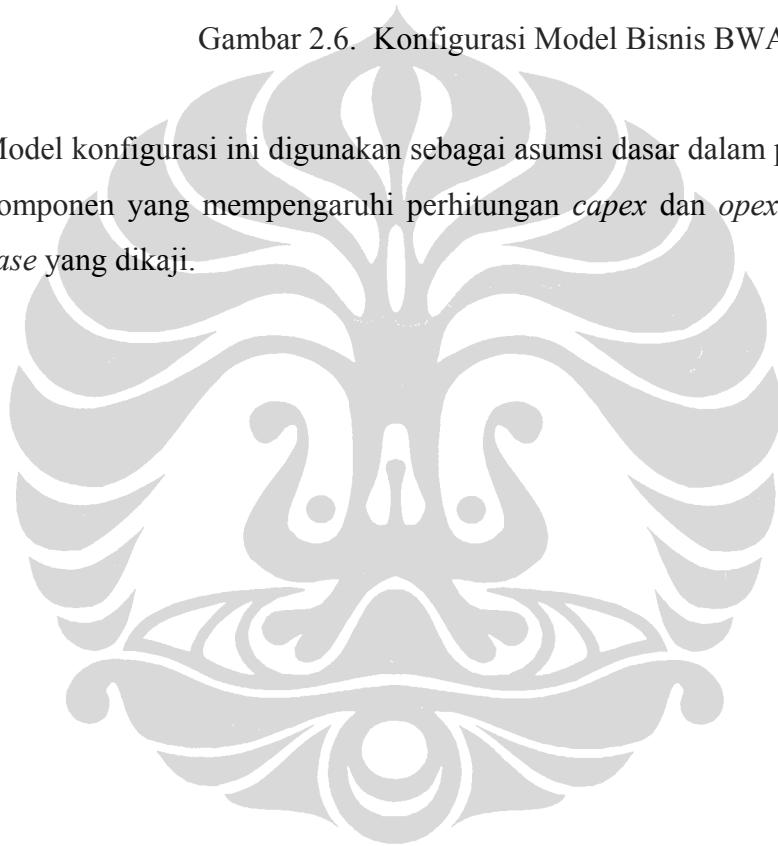 Gambar 2.6. Konfigurasi Model Bisnis BWA
Model konfigurasi ini digunakan sebagai asumsi dasar dalam
komponen yang mempengaruhi perhitungan capex dan opex
yang dikaji.